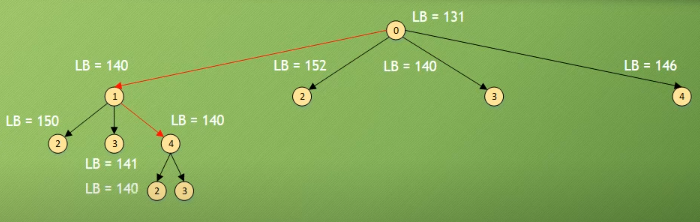 LB = 131
0
LB = 140
LB = 152
LB = 140
LB = 146
1
2
3
4
LB = 150
LB = 140
2
3
4
LB = 141
LB = 140
2
3